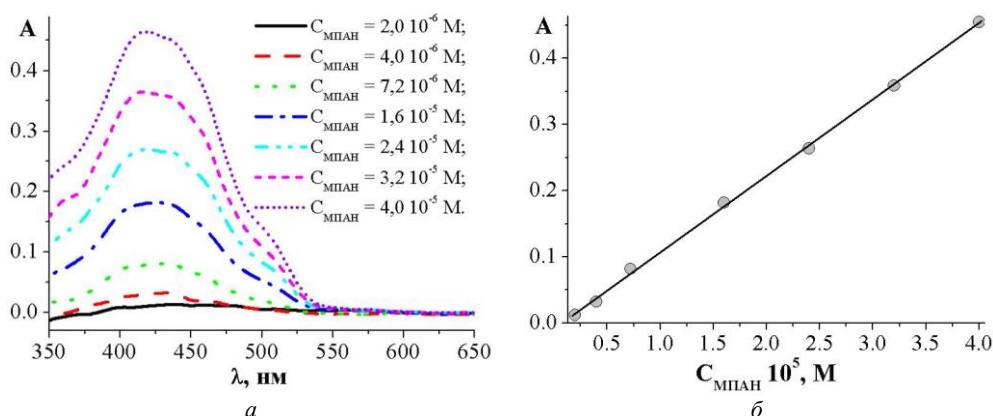 A
C_МПАН = 2,0 10⁻⁶ М;
C_МПАН = 4,0 10⁻⁶ М;
C_МПАН = 7,2 10⁻⁶ М;
C_МПАН = 1,6 10⁻⁵ М;
C_МПАН = 2,4 10⁻⁵ М;
C_МПАН = 3,2 10⁻⁵ М;
C_МПАН = 4,0 10⁻⁵ М.
0.4
0.3
0.2
0.1
0.0
350 400 450 500 550 600 650
λ, нм
а
A
0.4
0.3
0.2
0.1
0.0
0.5 1.0 1.5 2.0 2.5 3.0 3.5 4.0
C_МПАН 10⁵, М
б